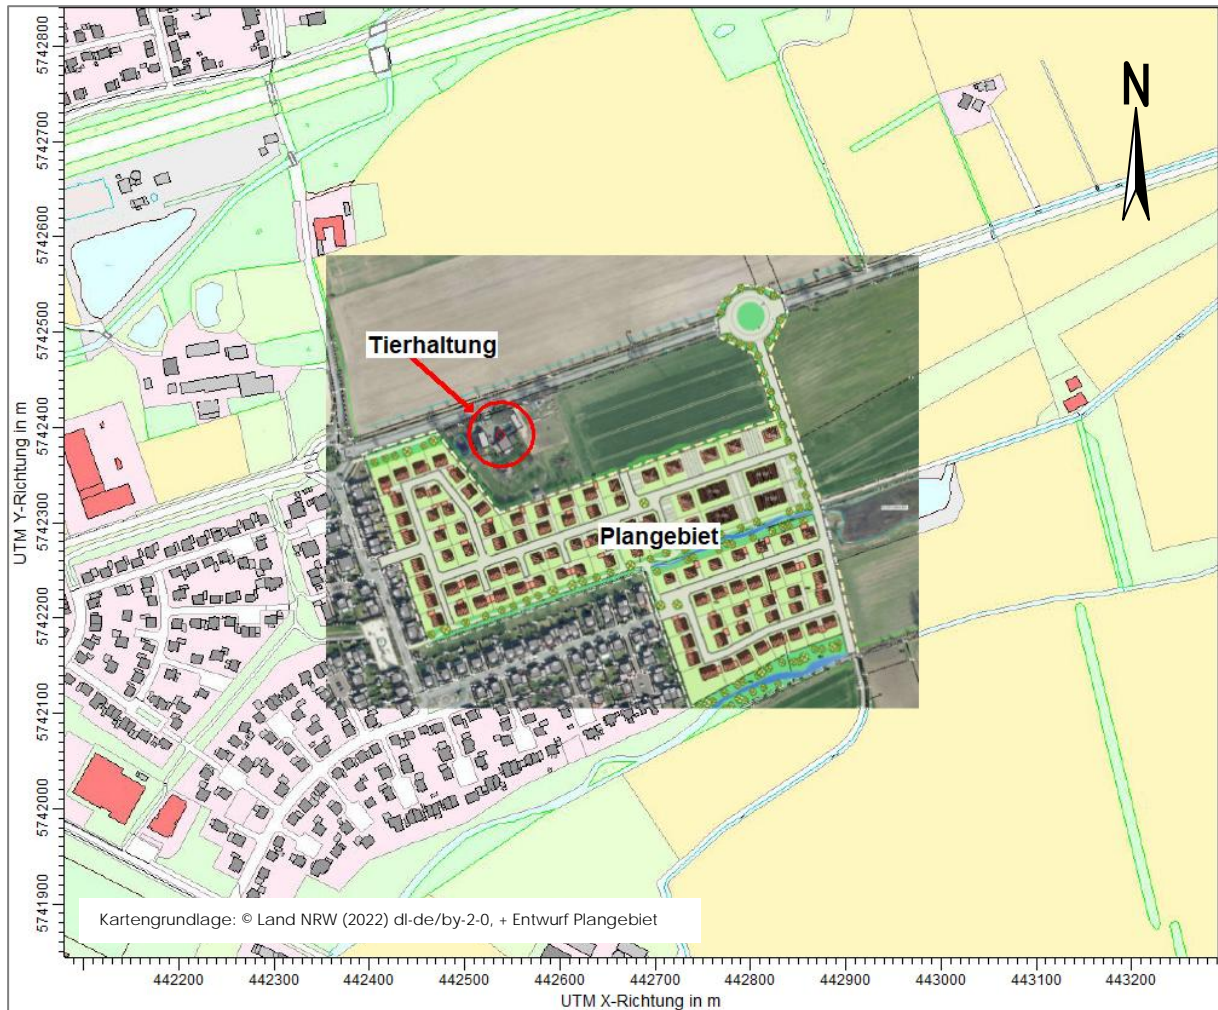 N
Tierhaltung
Plangebiet
UTM Y-Richtung in m
5742800
5742700
5742600
5742500
5742400
5742300
5742200
5742100
5742000
5741900
Kartengrundlage: © Land NRW (2022) dl-de/by-2-0, + Entwurf Plangebiet
442200 442300 442400 442500 442600 442700 442800 442900 443000 443100 443200
UTM X-Richtung in m